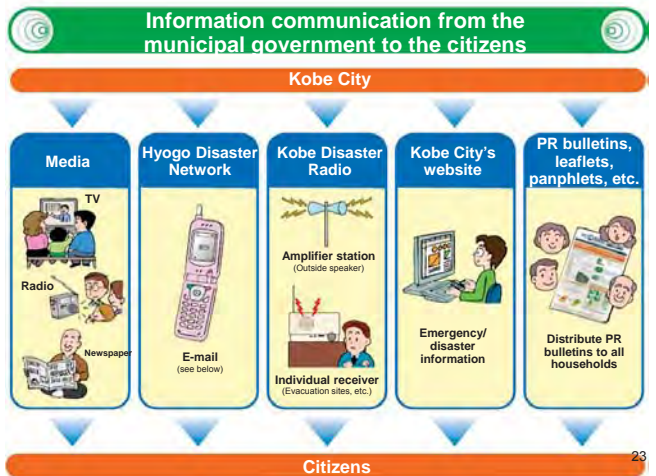 Information communication from the
municipal government to the citizens
Kobe City
Media
TV
Radio
Newspaper
Hyogo Disaster
Network
E-mail
(see below)
Kobe Disaster
Radio
Amplifier station
(Outside speaker)
Individual receiver
(Evacuation sites, etc.)
Kobe City's
website
Emergency/
disaster
information
PR bulletins,
leaflets,
panphlets, etc.
Distribute PR
bulletins to all
households
Citizens
23